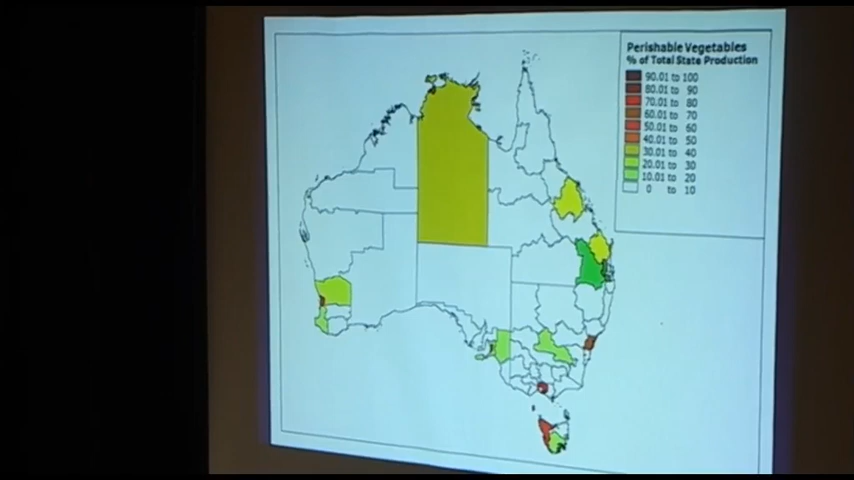 Perishable Vegetables
% of Total State Production
90.01 to 100
80.01 to 90
70.01 to 80
60.01 to 70
50.01 to 60
40.01 to 50
30.01 to 40
20.01 to 30
10.01 to 20
0 to 10